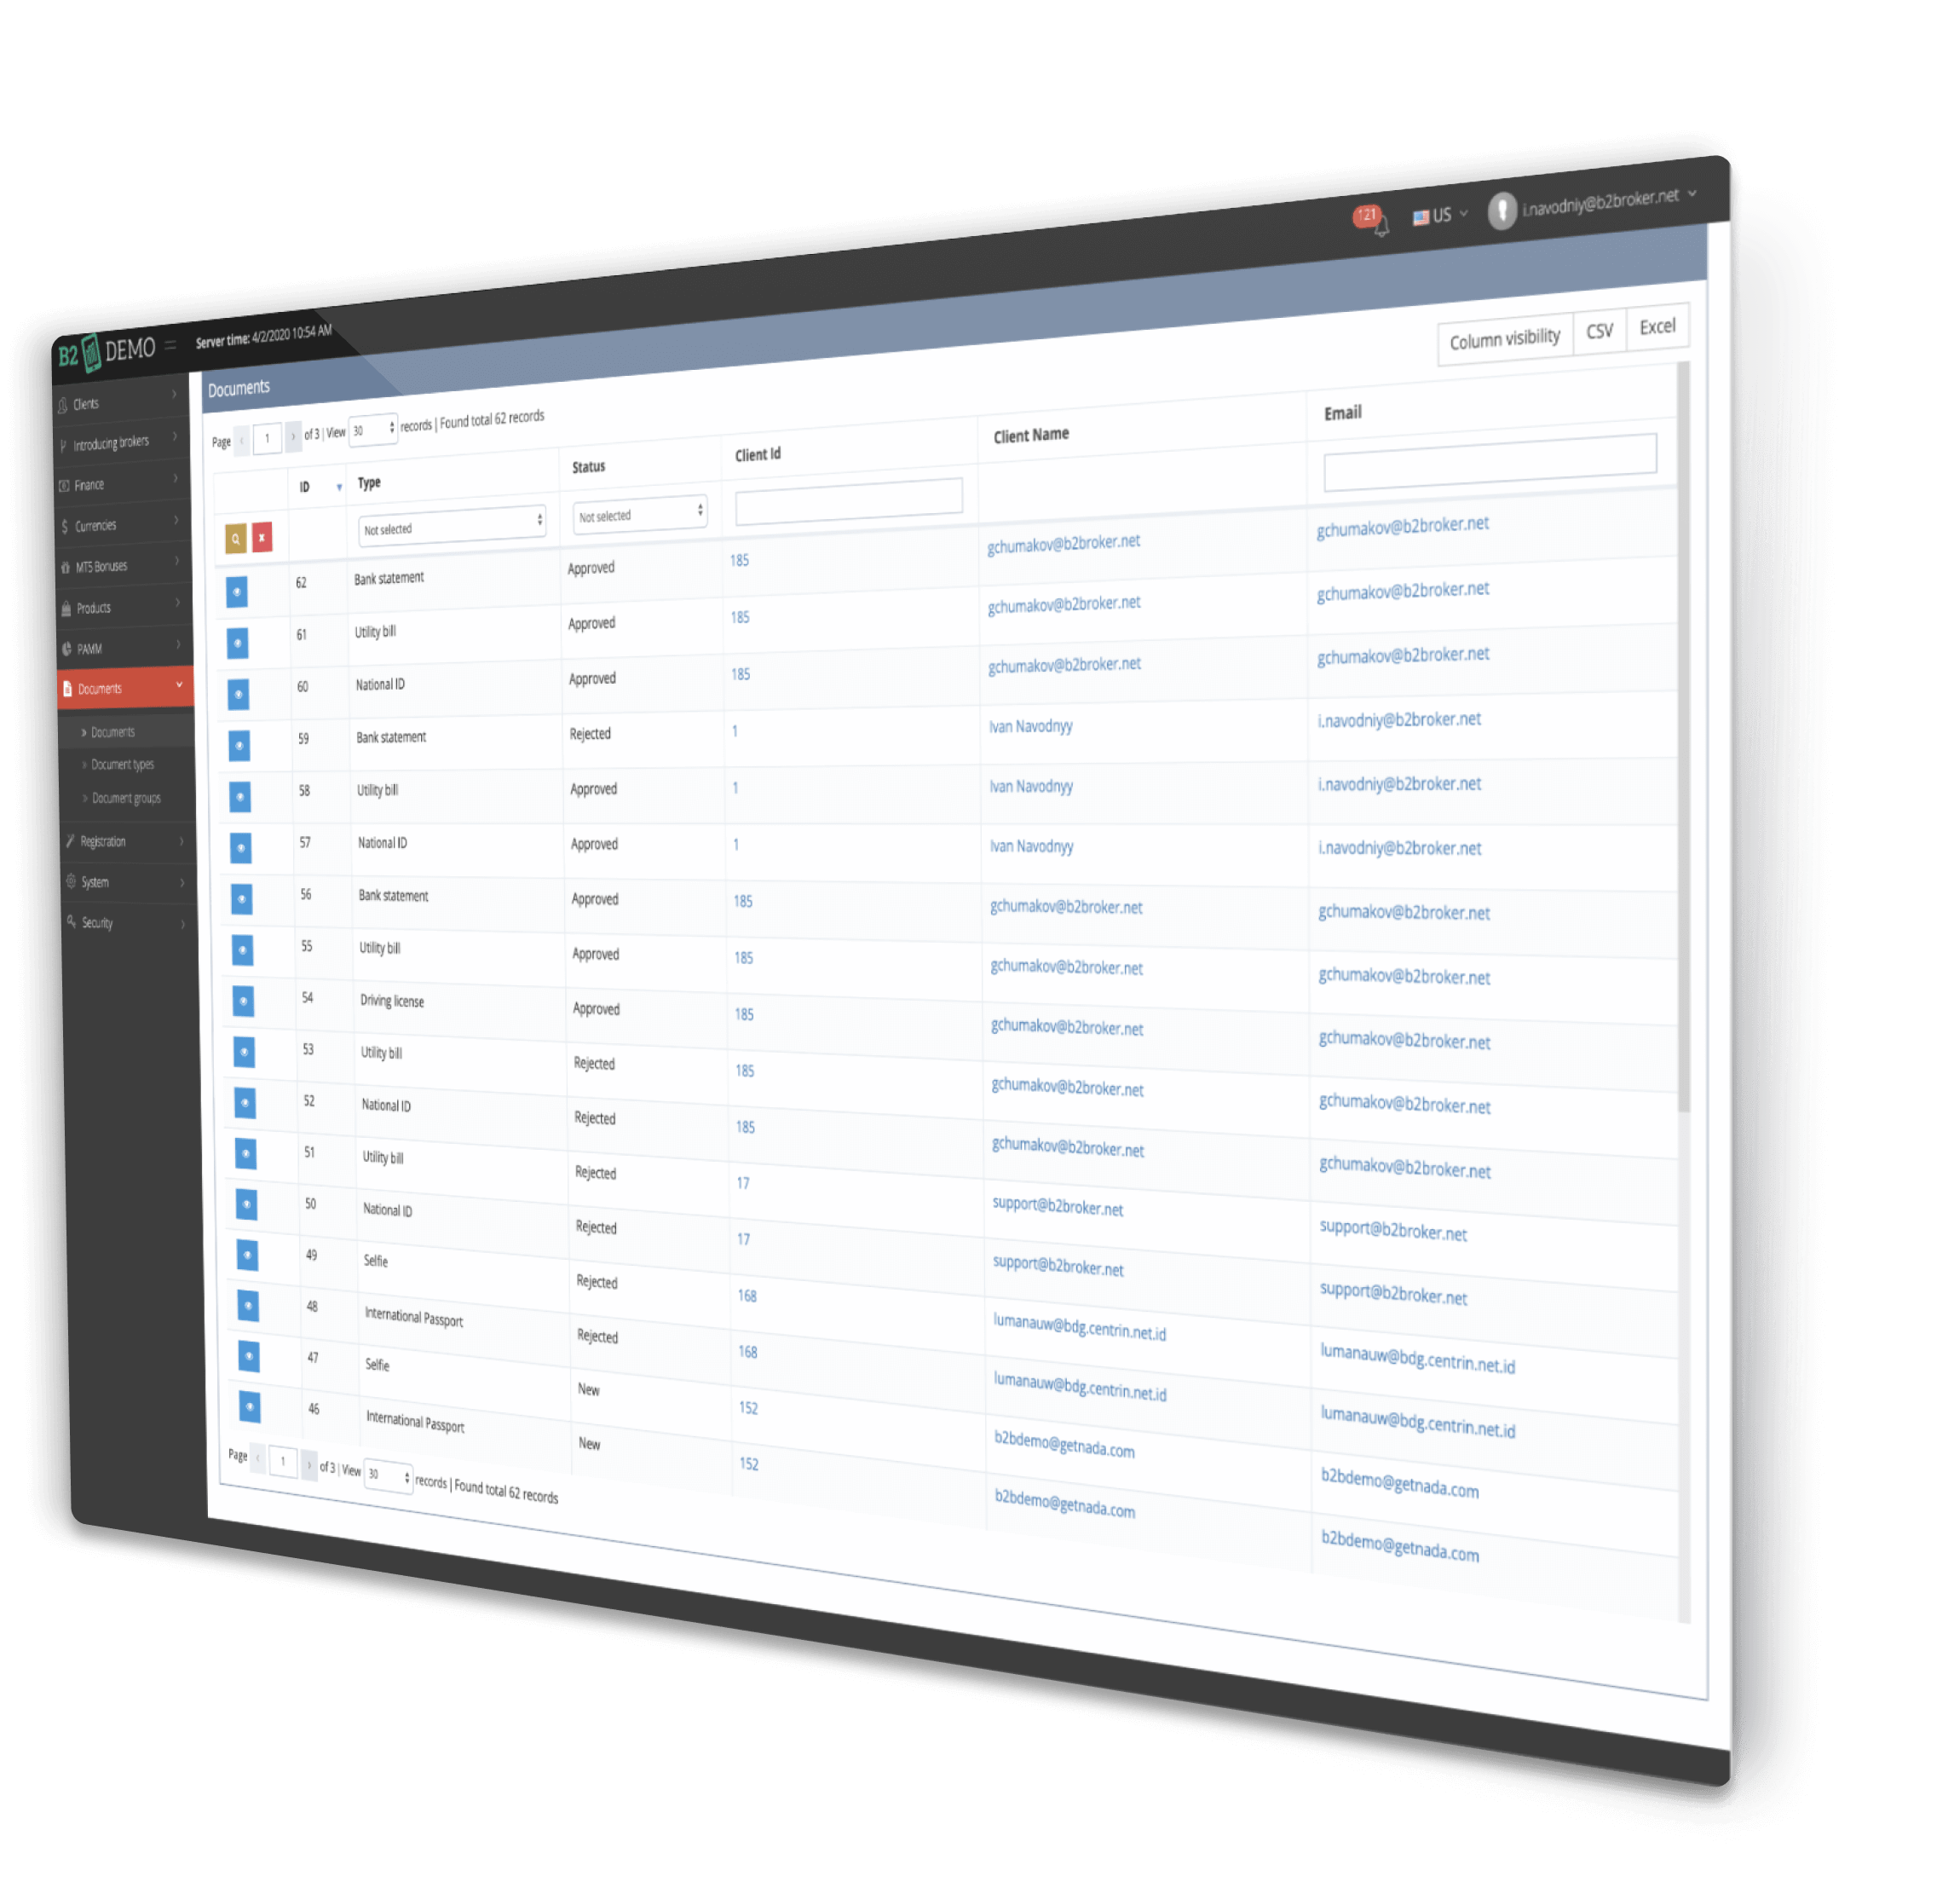 121 US i.navodniy@b2broker.net
B2 DEMO Server time: 4/2/2020 10:54 AM
Clients
Introducing brokers
Finance
Currencies
MT5 Bonuses
Products
PAMM
Documents
» Documents
» Document types
» Document groups
Registration
System
Security
Documents
Column visibility CSV Excel
Page 1 of 3 | View 30 records | Found total 62 records
ID Type Status Client Id Client Name Email
Not selected Not selected
62 Bank statement Approved 185 gchumakov@b2broker.net gchumakov@b2broker.net
61 Utility bill Approved 185 gchumakov@b2broker.net gchumakov@b2broker.net
60 National ID Approved 185 gchumakov@b2broker.net gchumakov@b2broker.net
59 Bank statement Rejected 1 Ivan Navodnyy i.navodniy@b2broker.net
58 Utility bill Approved 1 Ivan Navodnyy i.navodniy@b2broker.net
57 National ID Approved 1 Ivan Navodnyy i.navodniy@b2broker.net
56 Bank statement Approved 185 gchumakov@b2broker.net gchumakov@b2broker.net
55 Utility bill Approved 185 gchumakov@b2broker.net gchumakov@b2broker.net
54 Driving license Approved 185 gchumakov@b2broker.net gchumakov@b2broker.net
53 Utility bill Rejected 185 gchumakov@b2broker.net gchumakov@b2broker.net
52 National ID Rejected 185 gchumakov@b2broker.net gchumakov@b2broker.net
51 Utility bill Rejected 17 support@b2broker.net support@b2broker.net
50 National ID Rejected 17 support@b2broker.net support@b2broker.net
49 Selfie Rejected 168 lumanauw@bdg.centrin.net.id lumanauw@bdg.centrin.net.id
48 International Passport Rejected 168 lumanauw@bdg.centrin.net.id lumanauw@bdg.centrin.net.id
47 Selfie New 152 b2bdemo@getnada.com b2bdemo@getnada.com
46 International Passport New 152 b2bdemo@getnada.com b2bdemo@getnada.com
Page 1 of 3 | View 30 records | Found total 62 records